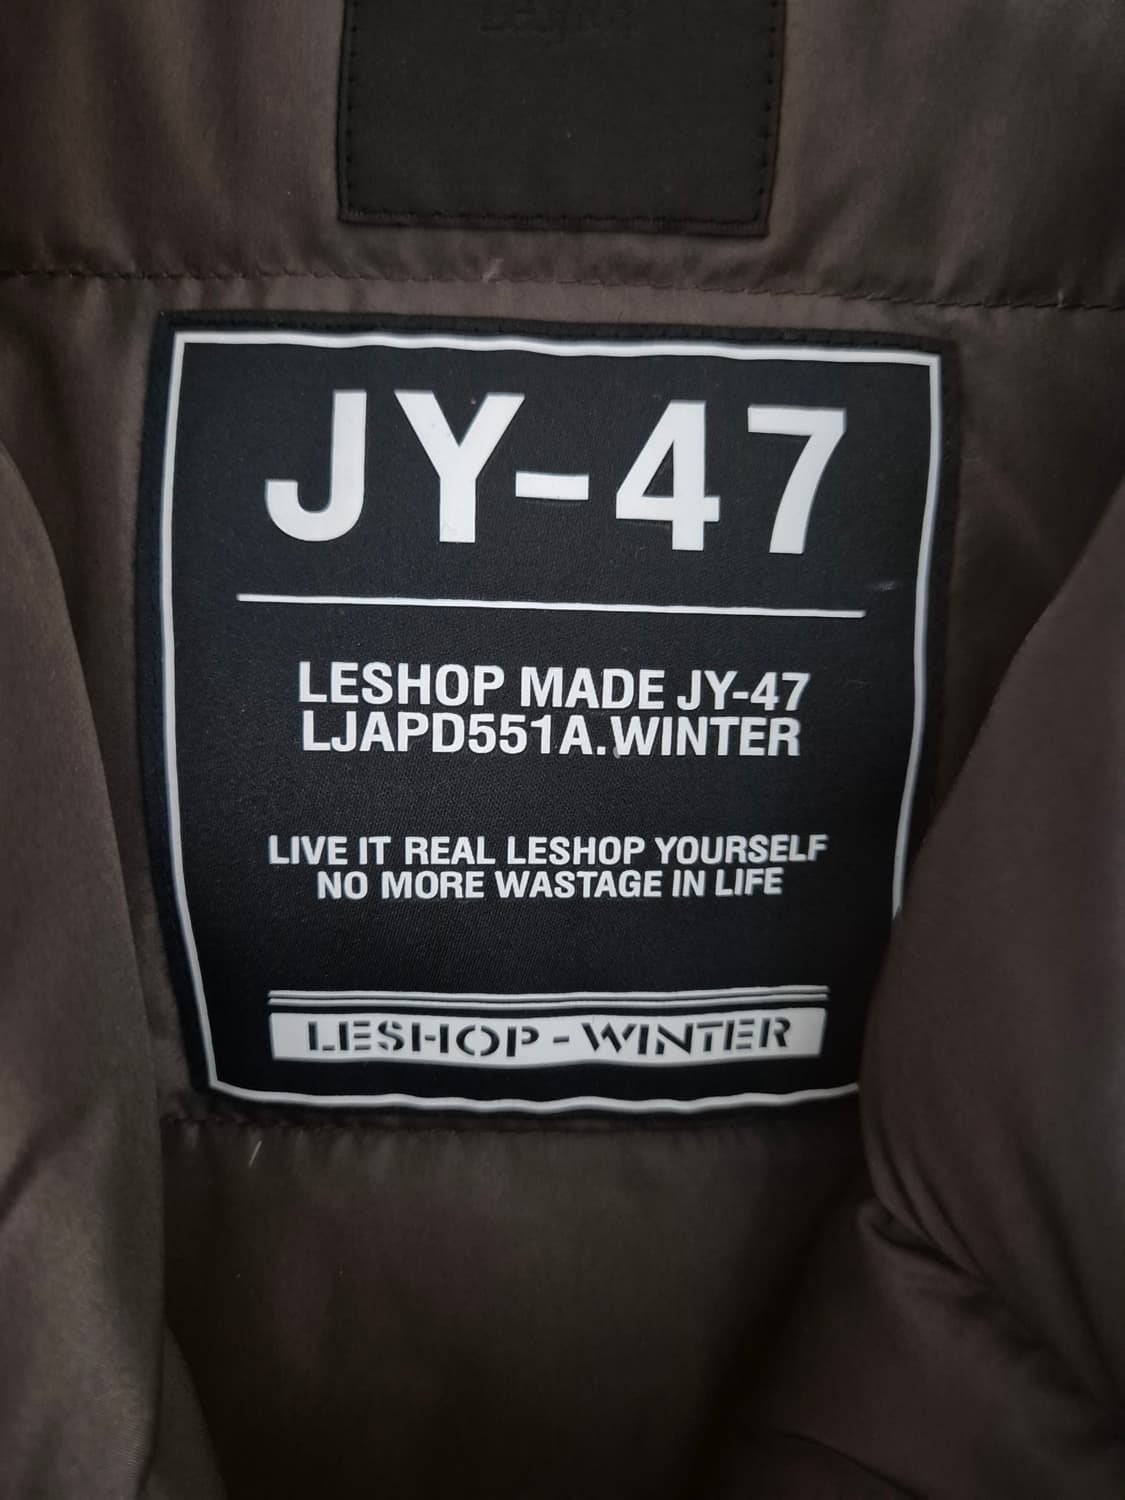 JY-47
LESHOP MADE JY-47
LJAPD551A.WINTER
LIVE IT REAL LESHOP YOURSELF
NO MORE WASTAGE IN LIFE
LESHOP-WINTER